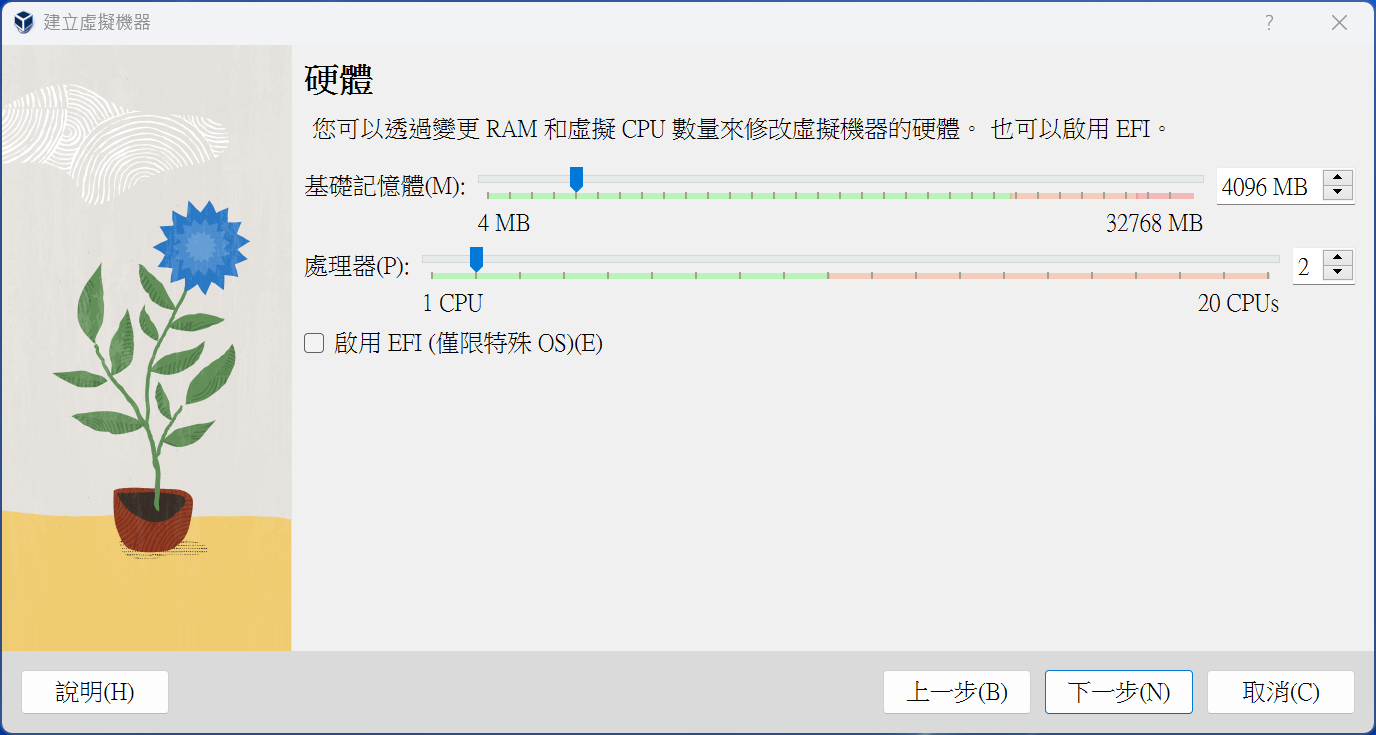 建立虛擬機器
硬體
您可以透過變更 RAM 和虛擬 CPU 數量來修改虛擬機器的硬體。 也可以啟用 EFI。
基礎記憶體(M): 4096 MB
4 MB 32768 MB
處理器(P): 2
1 CPU 20 CPUs
啟用 EFI (僅限特殊 OS)(E)
說明(H) 上一步(B) 下一步(N) 取消(C)